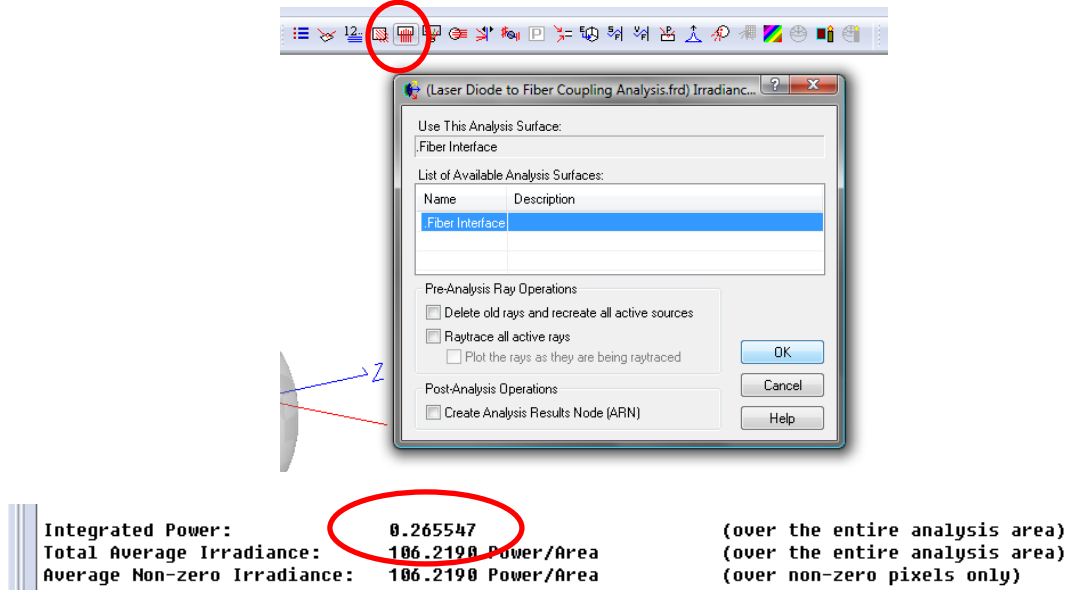 12..
P
(Laser Diode to Fiber Coupling Analysis.frd) Irradianc...
Use This Analysis Surface:
.Fiber Interface
List of Available Analysis Surfaces:
Name Description
.Fiber Interface
Pre-Analysis Ray Operations
Delete old rays and recreate all active sources
Raytrace all active rays
Plot the rays as they are being raytraced
OK
Z
Post-Analysis Operations
Cancel
Create Analysis Results Node (ARN)
Help
Integrated Power: 0.265547 (over the entire analysis area)
Total Average Irradiance: 106.2190 Power/Area (over the entire analysis area)
Average Non-zero Irradiance: 106.2190 Power/Area (over non-zero pixels only)